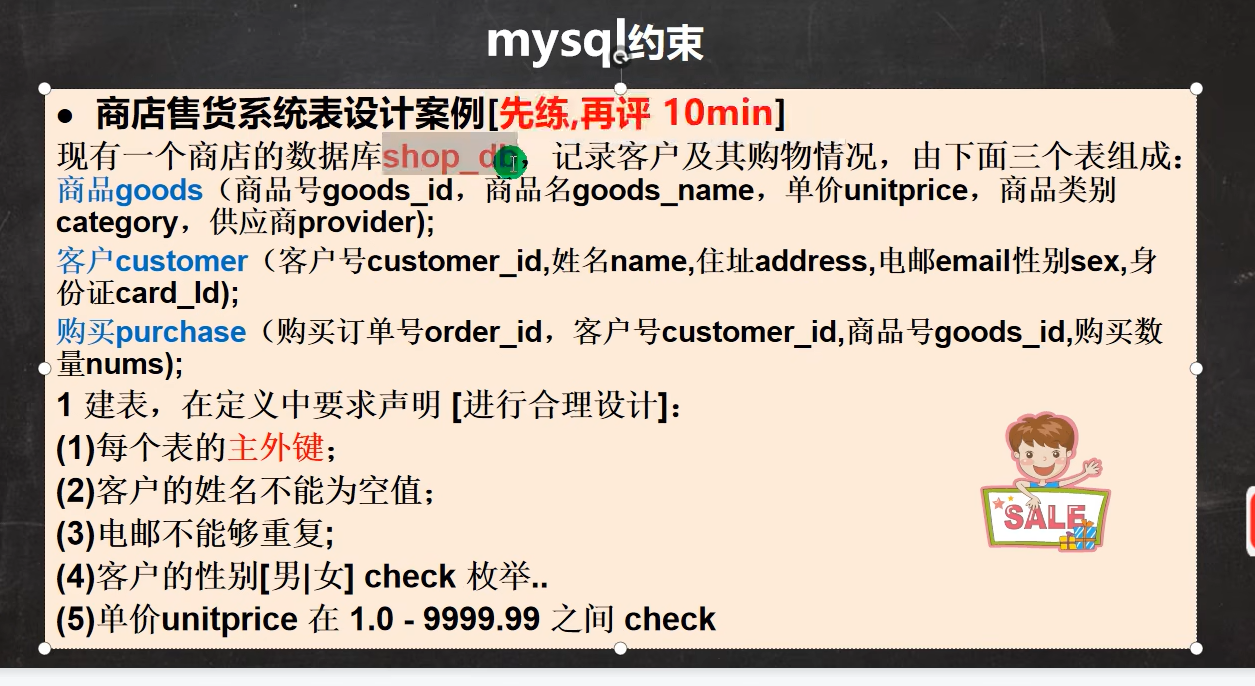 mysql约束
● 商店售货系统表设计案例[先练,再评 10min]
现有一个商店的数据库shop_db，记录客户及其购物情况，由下面三个表组成：
商品goods（商品号goods_id，商品名goods_name，单价unitprice，商品类别
category，供应商provider);
客户customer（客户号customer_id,姓名name,住址address,电邮email性别sex,身
份证card_Id);
购买purchase（购买订单号order_id，客户号customer_id,商品号goods_id,购买数
量nums);
1 建表，在定义中要求声明 [进行合理设计]：
(1)每个表的主外键；
(2)客户的姓名不能为空值；
(3)电邮不能够重复;
(4)客户的性别[男|女] check 枚举..
(5)单价unitprice 在 1.0 - 9999.99 之间 check
SALE